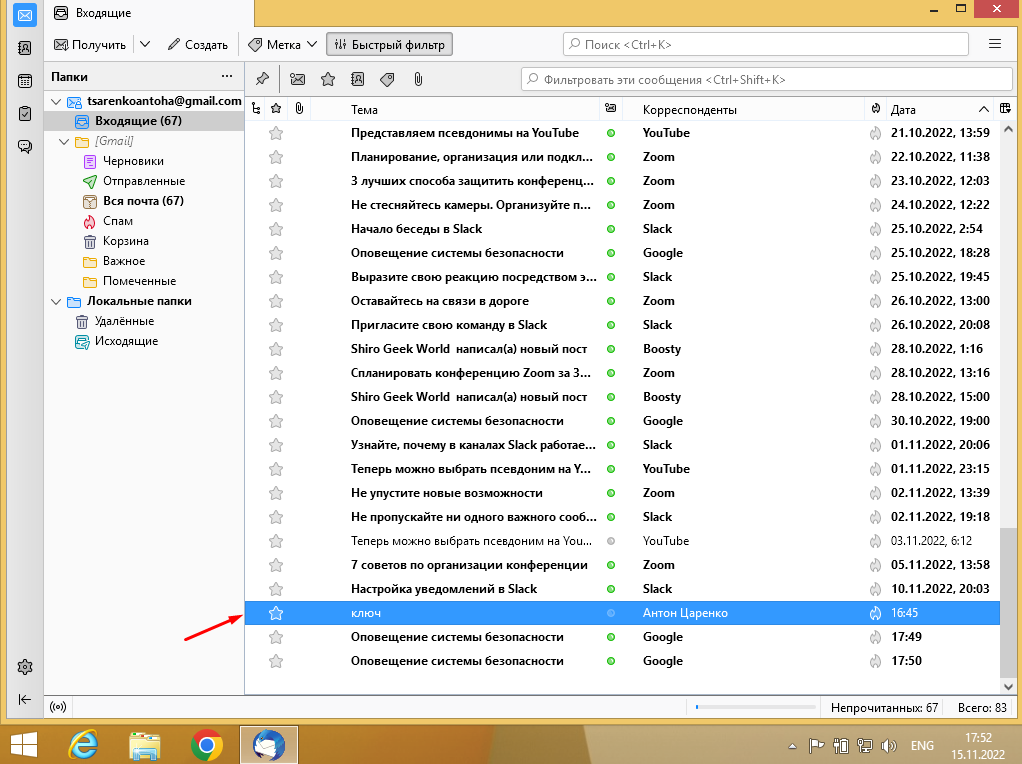 Входящие
Получить
Создать
Метка
Быстрый фильтр
Поиск <Ctrl+K>
Папки
Фильтровать эти сообщения <Ctrl+Shift+K>
tsarenkoantoha@gmail.com
Входящие (67)
[Gmail]
Черновики
Отправленные
Вся почта (67)
Спам
Корзина
Важное
Помеченные
Локальные папки
Удалённые
Исходящие
Тема Корреспонденты Дата
Представляем псевдонимы на YouTube YouTube 21.10.2022, 13:59
Планирование, организация или подкл... Zoom 22.10.2022, 11:38
3 лучших способа защитить конференц... Zoom 23.10.2022, 12:03
Не стесняйтесь камеры. Организуйте п... Zoom 24.10.2022, 12:22
Начало беседы в Slack Slack 25.10.2022, 2:54
Оповещение системы безопасности Google 25.10.2022, 18:28
Выразите свою реакцию посредством э... Slack 25.10.2022, 19:45
Оставайтесь на связи в дороге Zoom 26.10.2022, 13:00
Пригласите свою команду в Slack Slack 26.10.2022, 20:08
Shiro Geek World написал(а) новый пост Boosty 28.10.2022, 1:16
Спланировать конференцию Zoom за 3... Zoom 28.10.2022, 13:16
Shiro Geek World написал(а) новый пост Boosty 28.10.2022, 15:00
Оповещение системы безопасности Google 30.10.2022, 19:00
Узнайте, почему в каналах Slack работае... Slack 01.11.2022, 20:06
Теперь можно выбрать псевдоним на Y... YouTube 01.11.2022, 23:15
Не упустите новые возможности Zoom 02.11.2022, 13:39
Не пропускайте ни одного важного сооб... Slack 02.11.2022, 19:18
Теперь можно выбрать псевдоним на You... YouTube 03.11.2022, 6:12
7 советов по организации конференции Zoom 05.11.2022, 13:58
Настройка уведомлений в Slack Slack 10.11.2022, 20:03
ключ Антон Царенко 16:45
Оповещение системы безопасности Google 17:49
Оповещение системы безопасности Google 17:50
Непрочитанных: 67 Всего: 83
ENG
17:52
15.11.2022